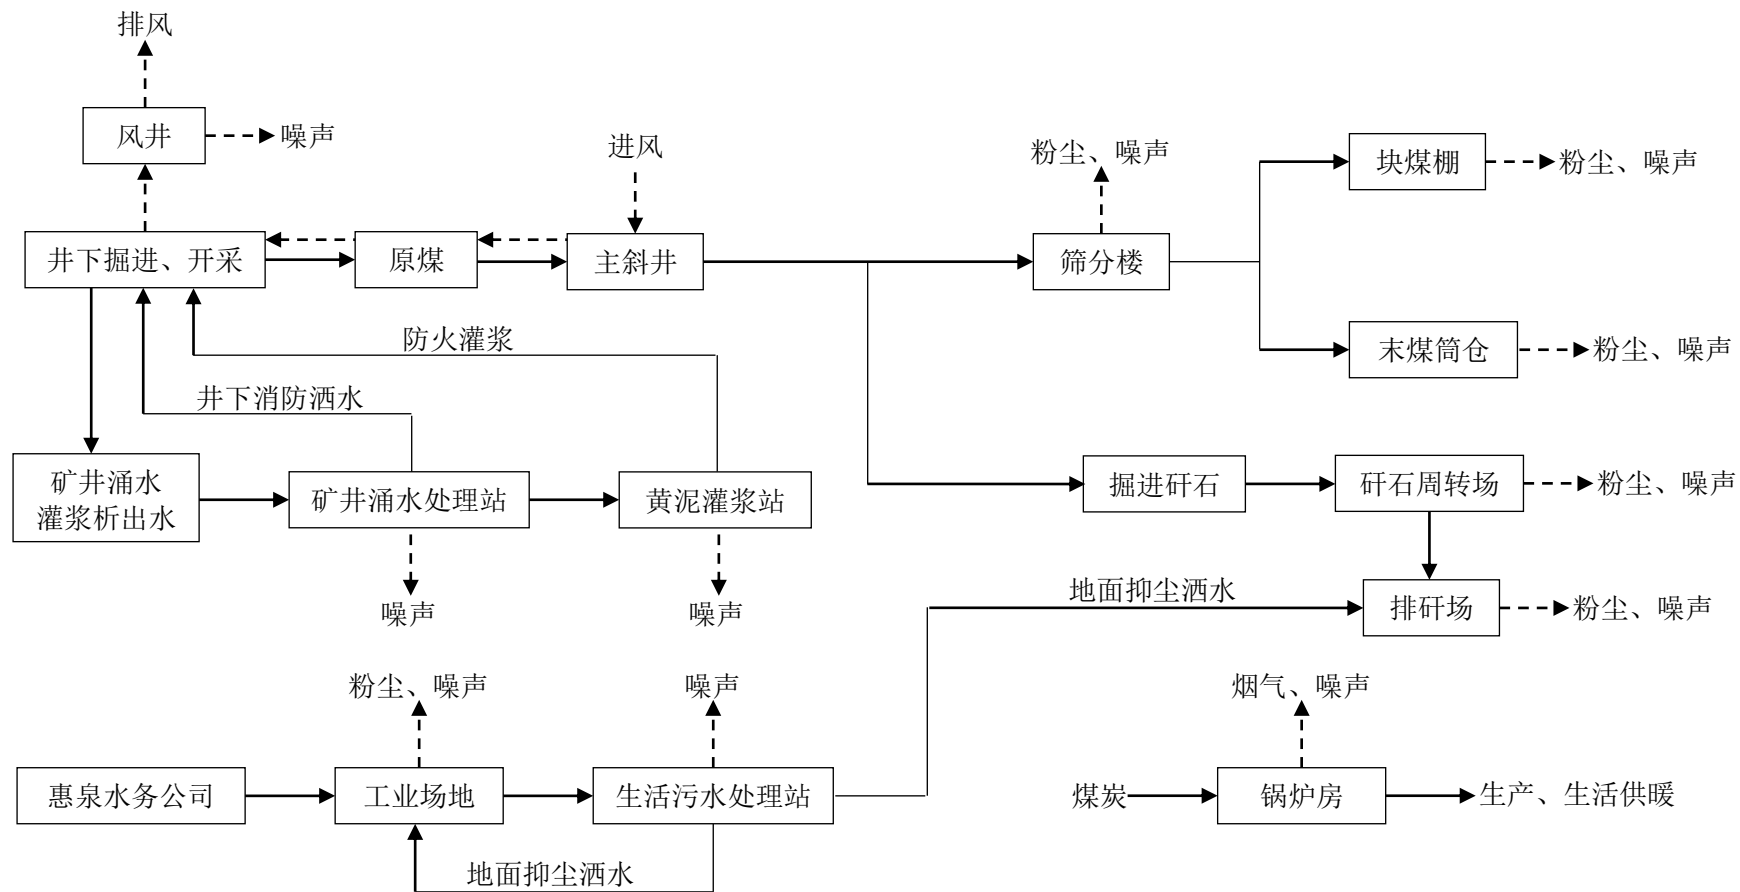 排风
风井
噪声
进风
粉尘、噪声
块煤棚
粉尘、噪声
井下掘进、开采
原煤
主斜井
筛分楼
防火灌浆
末煤筒仓
粉尘、噪声
井下消防洒水
矿井涌水
灌浆析出水
矿井涌水处理站
黄泥灌浆站
掘进矸石
矸石周转场
粉尘、噪声
噪声
噪声
地面抑尘洒水
排矸场
粉尘、噪声
粉尘、噪声
噪声
烟气、噪声
惠泉水务公司
工业场地
生活污水处理站
煤炭
锅炉房
生产、生活供暖
地面抑尘洒水